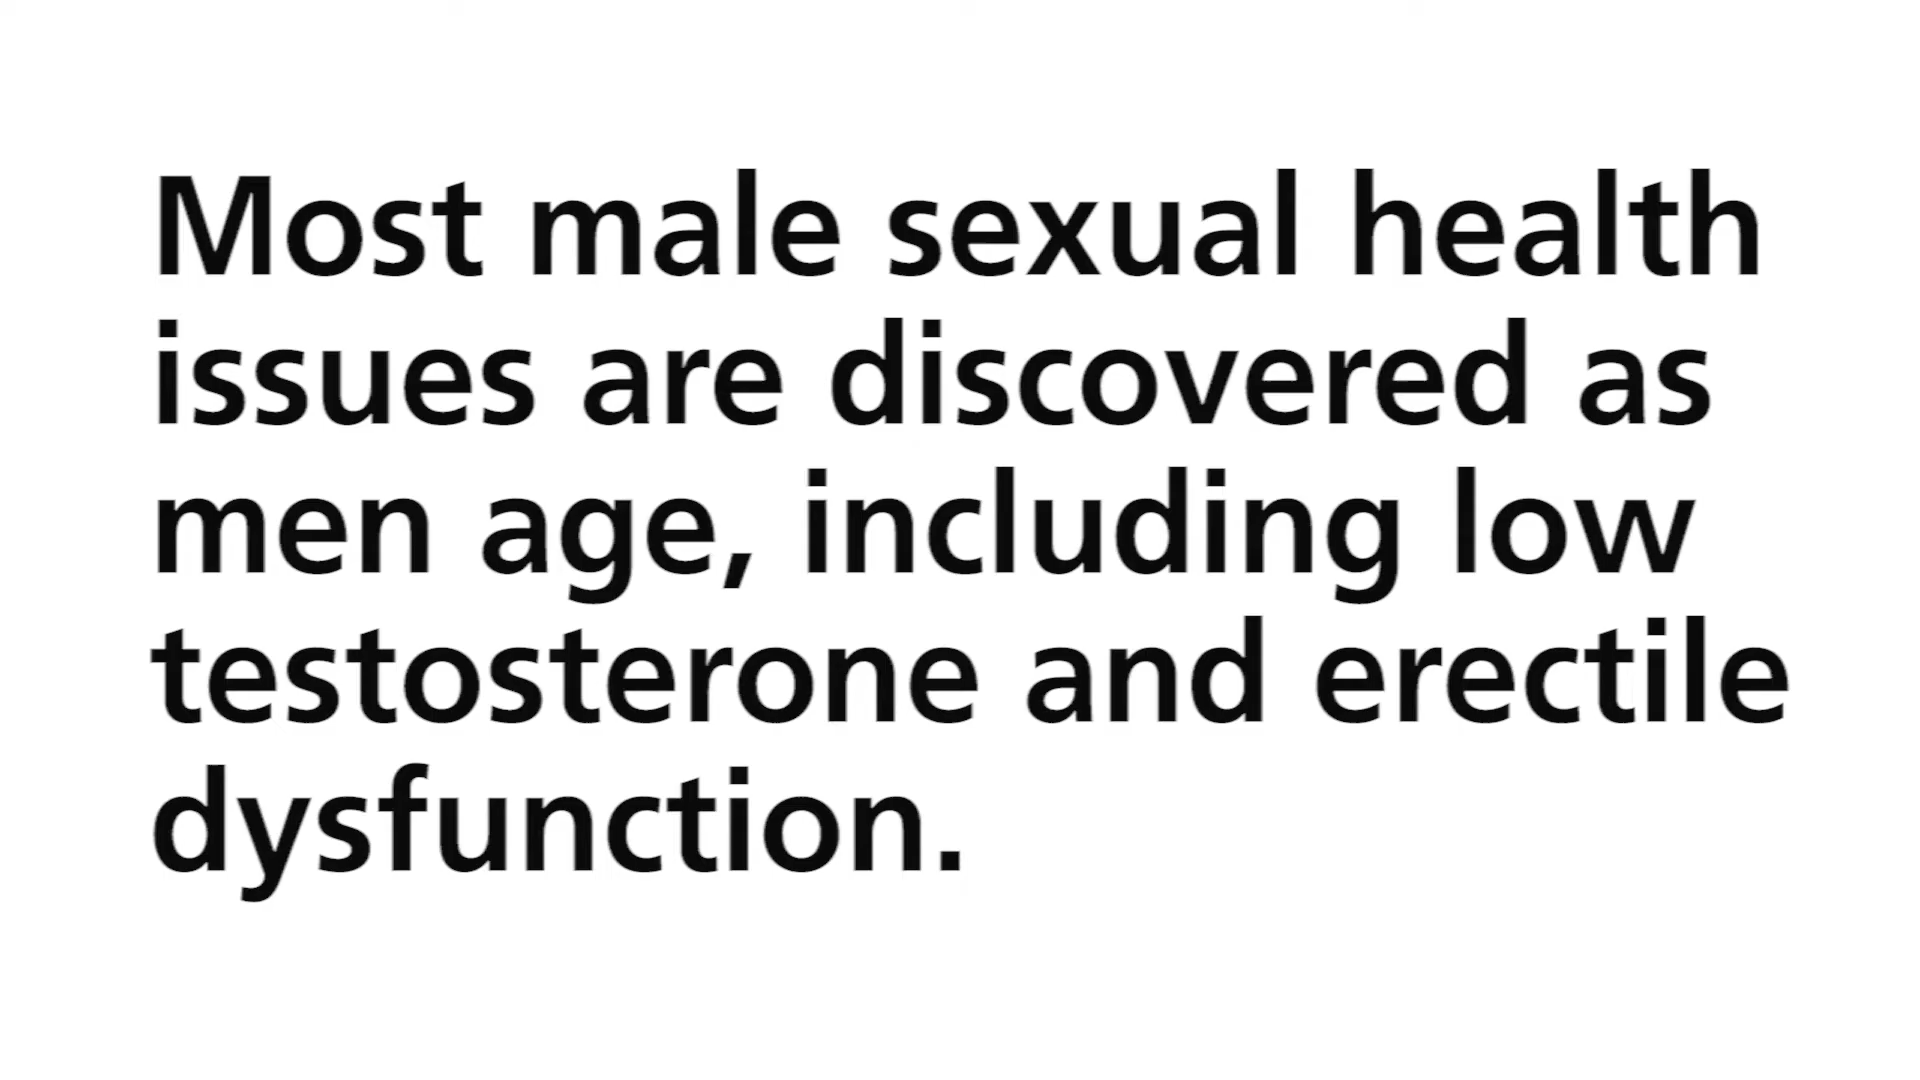 Most male sexual health
issues are discovered as
men age, including low
testosterone and erectile
dysfunction.